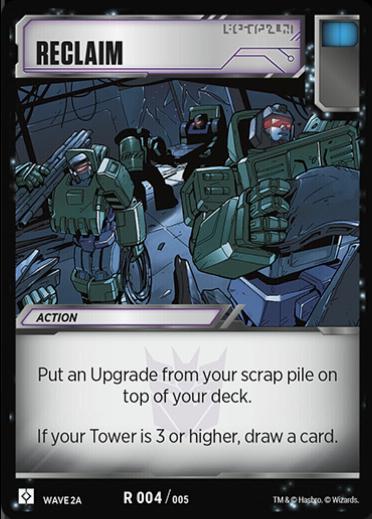 RECLAIM
ACTION
Put an Upgrade from your scrap pile on
top of your deck.
If your Tower is 3 or higher, draw a card.
WAVE 2A
R 004 / 005
TM & © Hasbro. © Wizards.